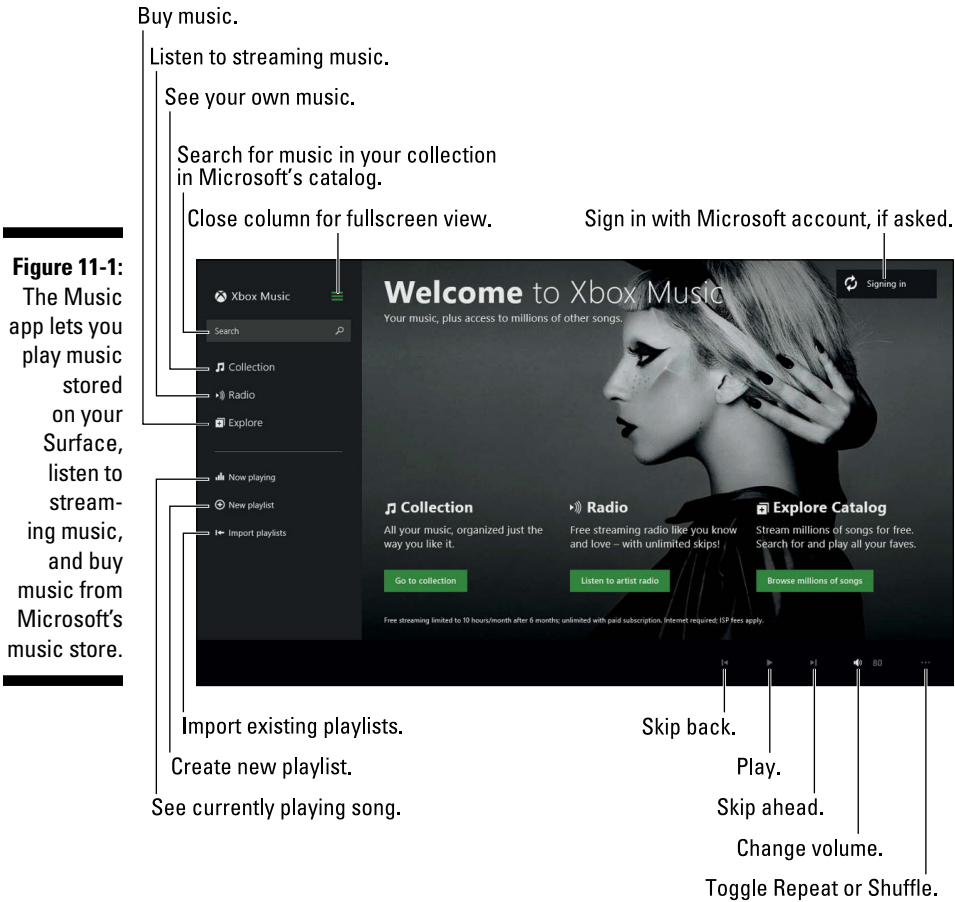 Buy music.
Listen to streaming music.
See your own music.
Search for music in your collection
in Microsoft's catalog.
Close column for fullscreen view.
Sign in with Microsoft account, if asked.
Figure 11-1:
The Music
app lets you
play music
stored
on your
Surface,
listen to
stream-
ing music,
and buy
music from
Microsoft's
music store.
Xbox Music
Search
Collection
Radio
Explore
Now playing
New playlist
Import playlists
Welcome to Xbox Music
Your music, plus access to millions of other songs.
Signing in
Collection
All your music, organized just the
way you like it.
Go to collection
Radio
Free streaming radio like you know
and love – with unlimited skips!
Listen to artist radio
Explore Catalog
Stream millions of songs for free.
Search for and play all your faves.
Browse millions of songs
Free streaming limited to 10 hours/month after 6 months; unlimited with paid subscription. Internet required; ISP fees apply.
80
Import existing playlists.
Create new playlist.
See currently playing song.
Skip back.
Play.
Skip ahead.
Change volume.
Toggle Repeat or Shuffle.